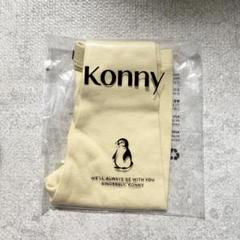 Konny
WE'LL ALWAYS BE WITH YOU
SINCERELY, KONNY